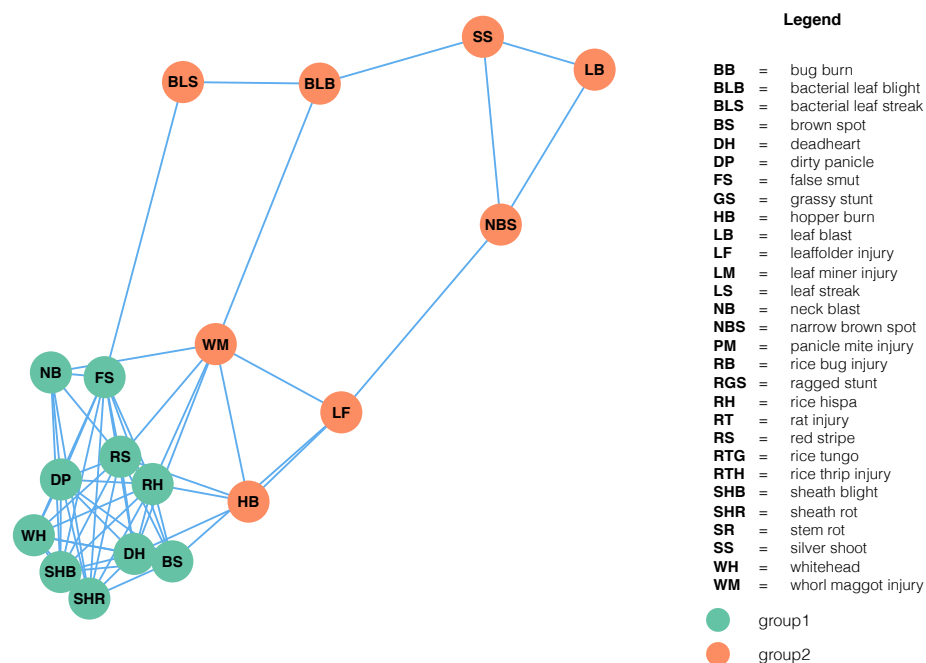 SS
LB
BLS
BLB
NBS
WM
NB
FS
LF
RS
DP
RH
HB
WH
DH
BS
SHB
SHR
Legend
BB = bug burn
BLB = bacterial leaf blight
BLS = bacterial leaf streak
BS = brown spot
DH = deadheart
DP = dirty panicle
FS = false smut
GS = grassy stunt
HB = hopper burn
LB = leaf blast
LF = leaffolder injury
LM = leaf miner injury
LS = leaf streak
NB = neck blast
NBS = narrow brown spot
PM = panicle mite injury
RB = rice bug injury
RGS = ragged stunt
RH = rice hispa
RT = rat injury
RS = red stripe
RTG = rice tungo
RTH = rice thrip injury
SHB = sheath blight
SHR = sheath rot
SR = stem rot
SS = silver shoot
WH = whitehead
WM = whorl maggot injury
group1
group2